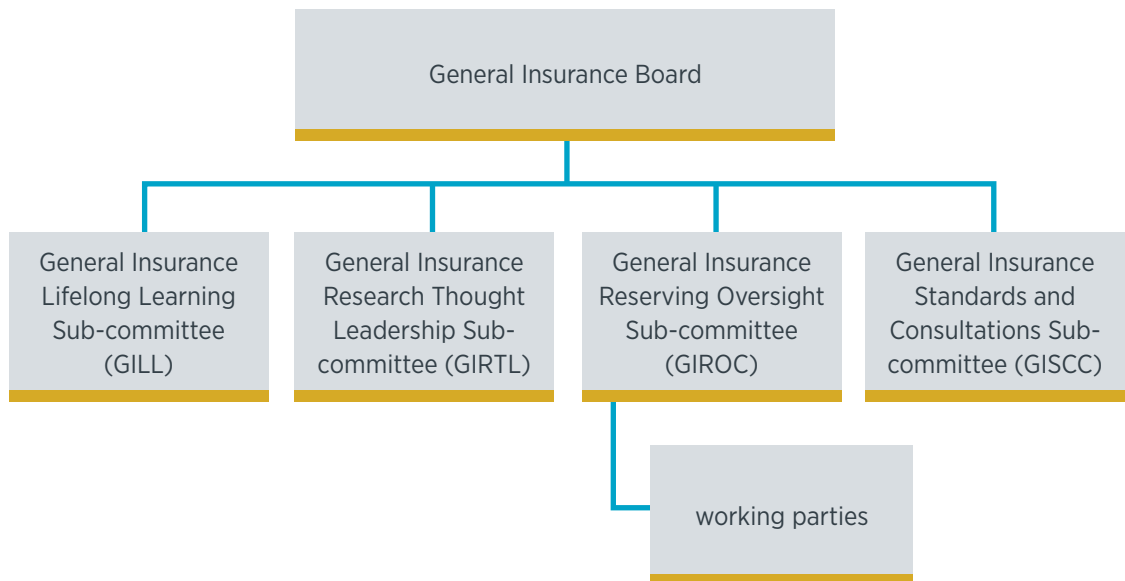 General Insurance Board
General Insurance
Lifelong Learning
Sub-committee
(GILL)
General Insurance
Research Thought
Leadership Sub-
committee (GIRTL)
General Insurance
Reserving Oversight
Sub-committee
(GIROC)
General Insurance
Standards and
Consultations Sub-
committee (GISCC)
working parties